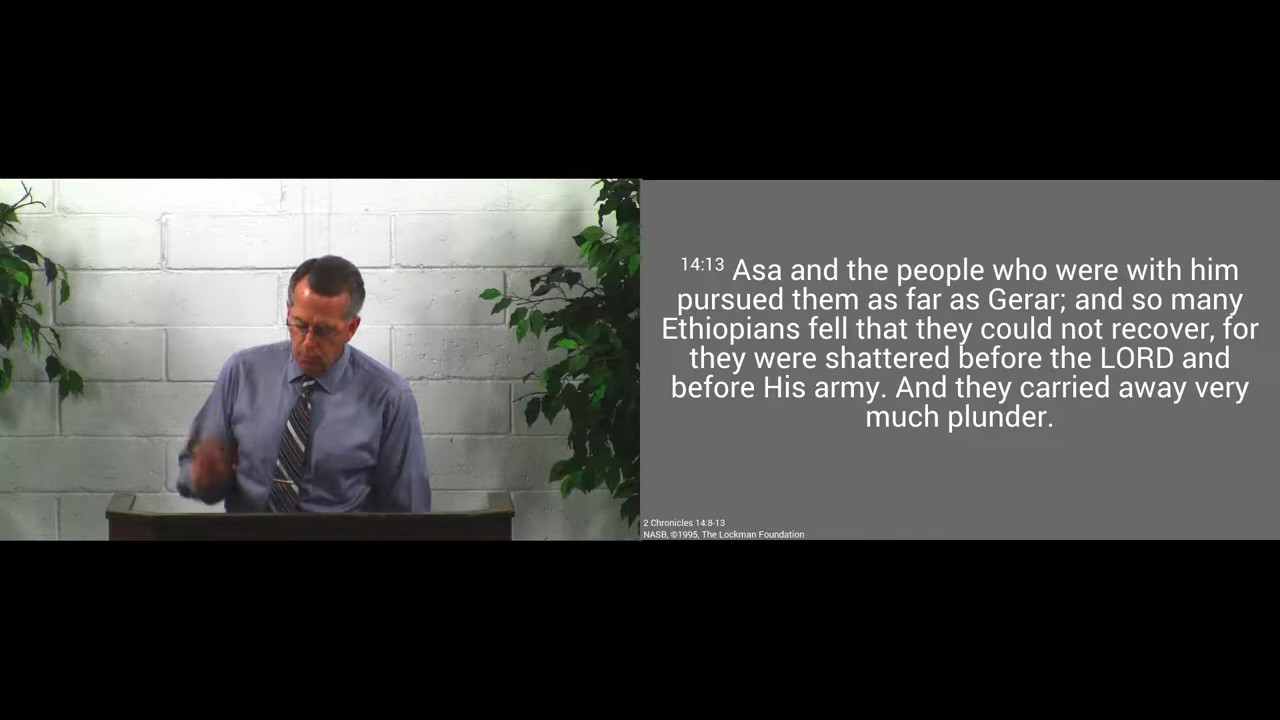 14:13 Asa and the people who were with him
pursued them as far as Gerar; and so many
Ethiopians fell that they could not recover, for
they were shattered before the LORD and
before His army. And they carried away very
much plunder.
2 Chronicles 14:8-13
NASB, ©1995, The Lockman Foundation